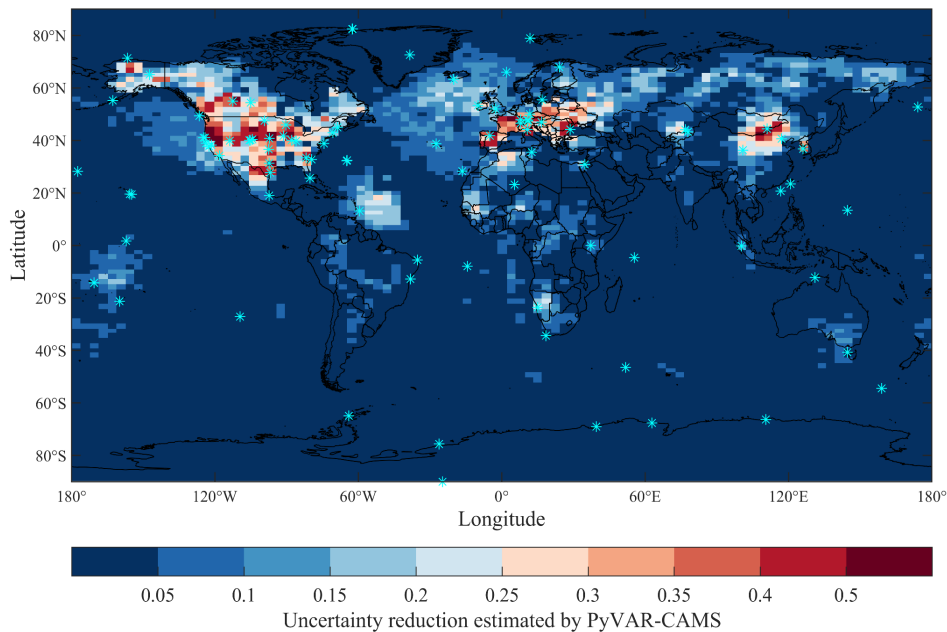 80°N
60°N
40°N
20°N
0°
20°S
40°S
60°S
80°S
Latitude
180°
120°W
60°W
0°
60°E
120°E
180°
Longitude
0.05
0.1
0.15
0.2
0.25
0.3
0.35
0.4
0.5
Uncertainty reduction estimated by PyVAR-CAMS